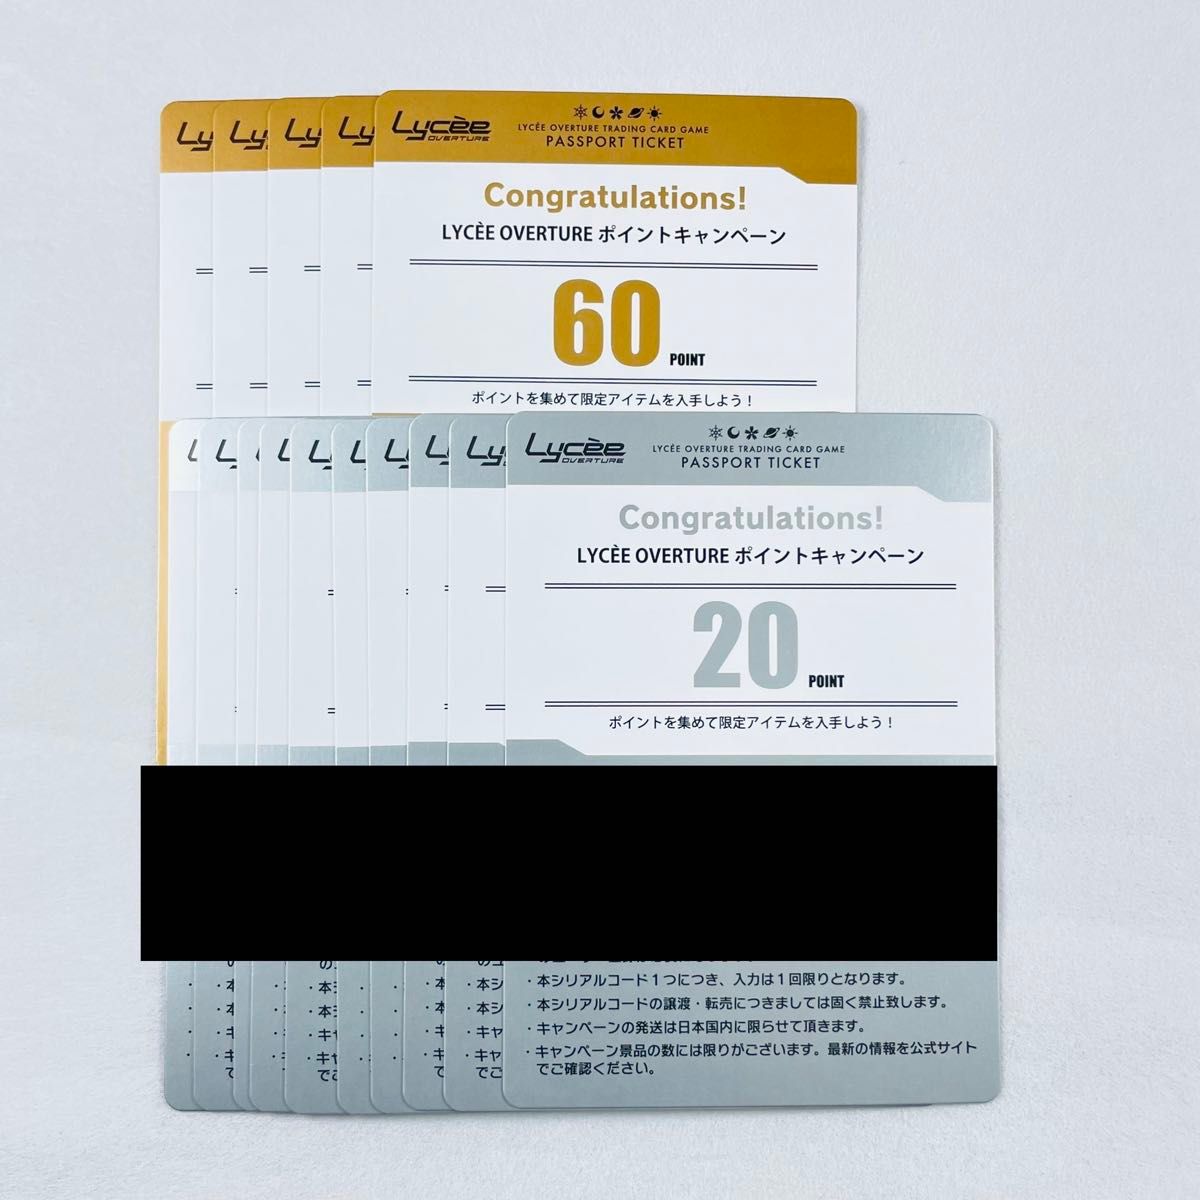 Lycèe OVERTURE
LYCÈE OVERTURE TRADING CARD GAME
PASSPORT TICKET
Congratulations!
LYCÈE OVERTURE ポイントキャンペーン
60 POINT
ポイントを集めて限定アイテムを入手しよう！
Lycèe OVERTURE
LYCÈE OVERTURE TRADING CARD GAME
PASSPORT TICKET
Congratulations!
LYCÈE OVERTURE ポイントキャンペーン
20 POINT
ポイントを集めて限定アイテムを入手しよう！
・本シリアルコード１つにつき、入力は１回限りとなります。
・本シリアルコードの譲渡・転売につきましては固く禁止致します。
・キャンペーンの発送は日本国内に限らせて頂きます。
・キャンペーン景品の数には限りがございます。最新の情報を公式サイト
でご確認ください。